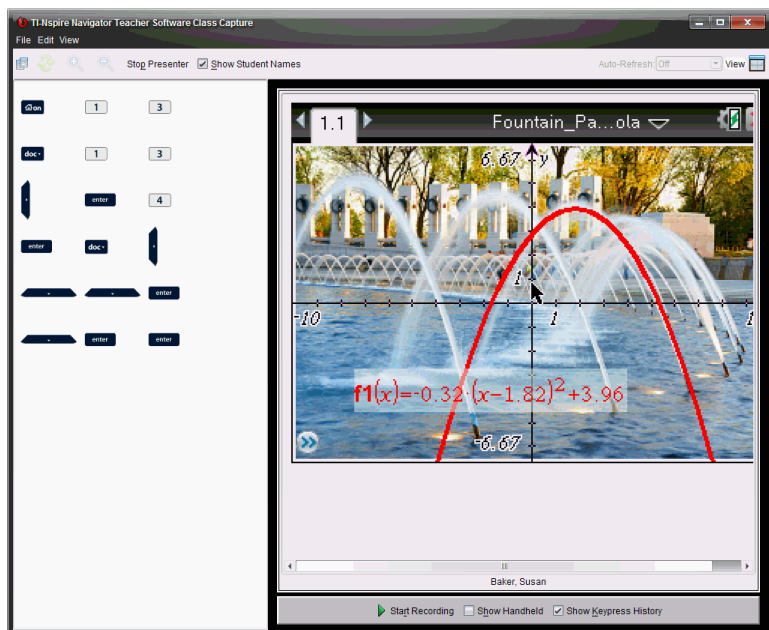 TI-Nspire Navigator Teacher Software Class Capture
File Edit View
Stop Presenter Show Student Names Auto-Refresh: Off View
on 1 3
doc 1 3
enter 4
enter doc
enter
enter enter
1.1 Fountain_Pa...ola
6.67 y
1
-10 1 1
f1(x)=-0.32·(x-1.82)²+3.96
-6.67
Baker, Susan
Start Recording Show Handheld Show Keypress History